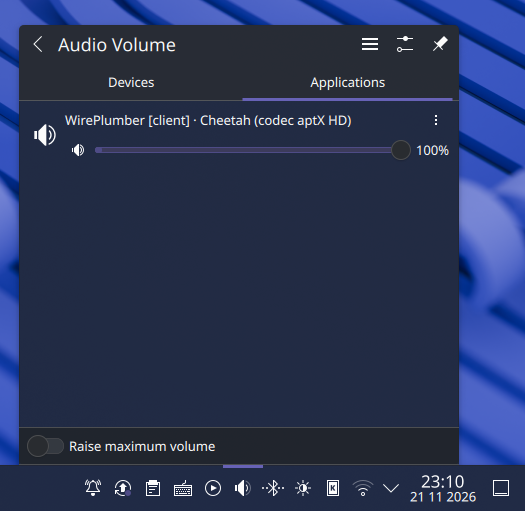 Audio Volume
Devices
Applications
WirePlumber [client] · Cheetah (codec aptX HD)
100%
Raise maximum volume
K
23:10
21 11 2026